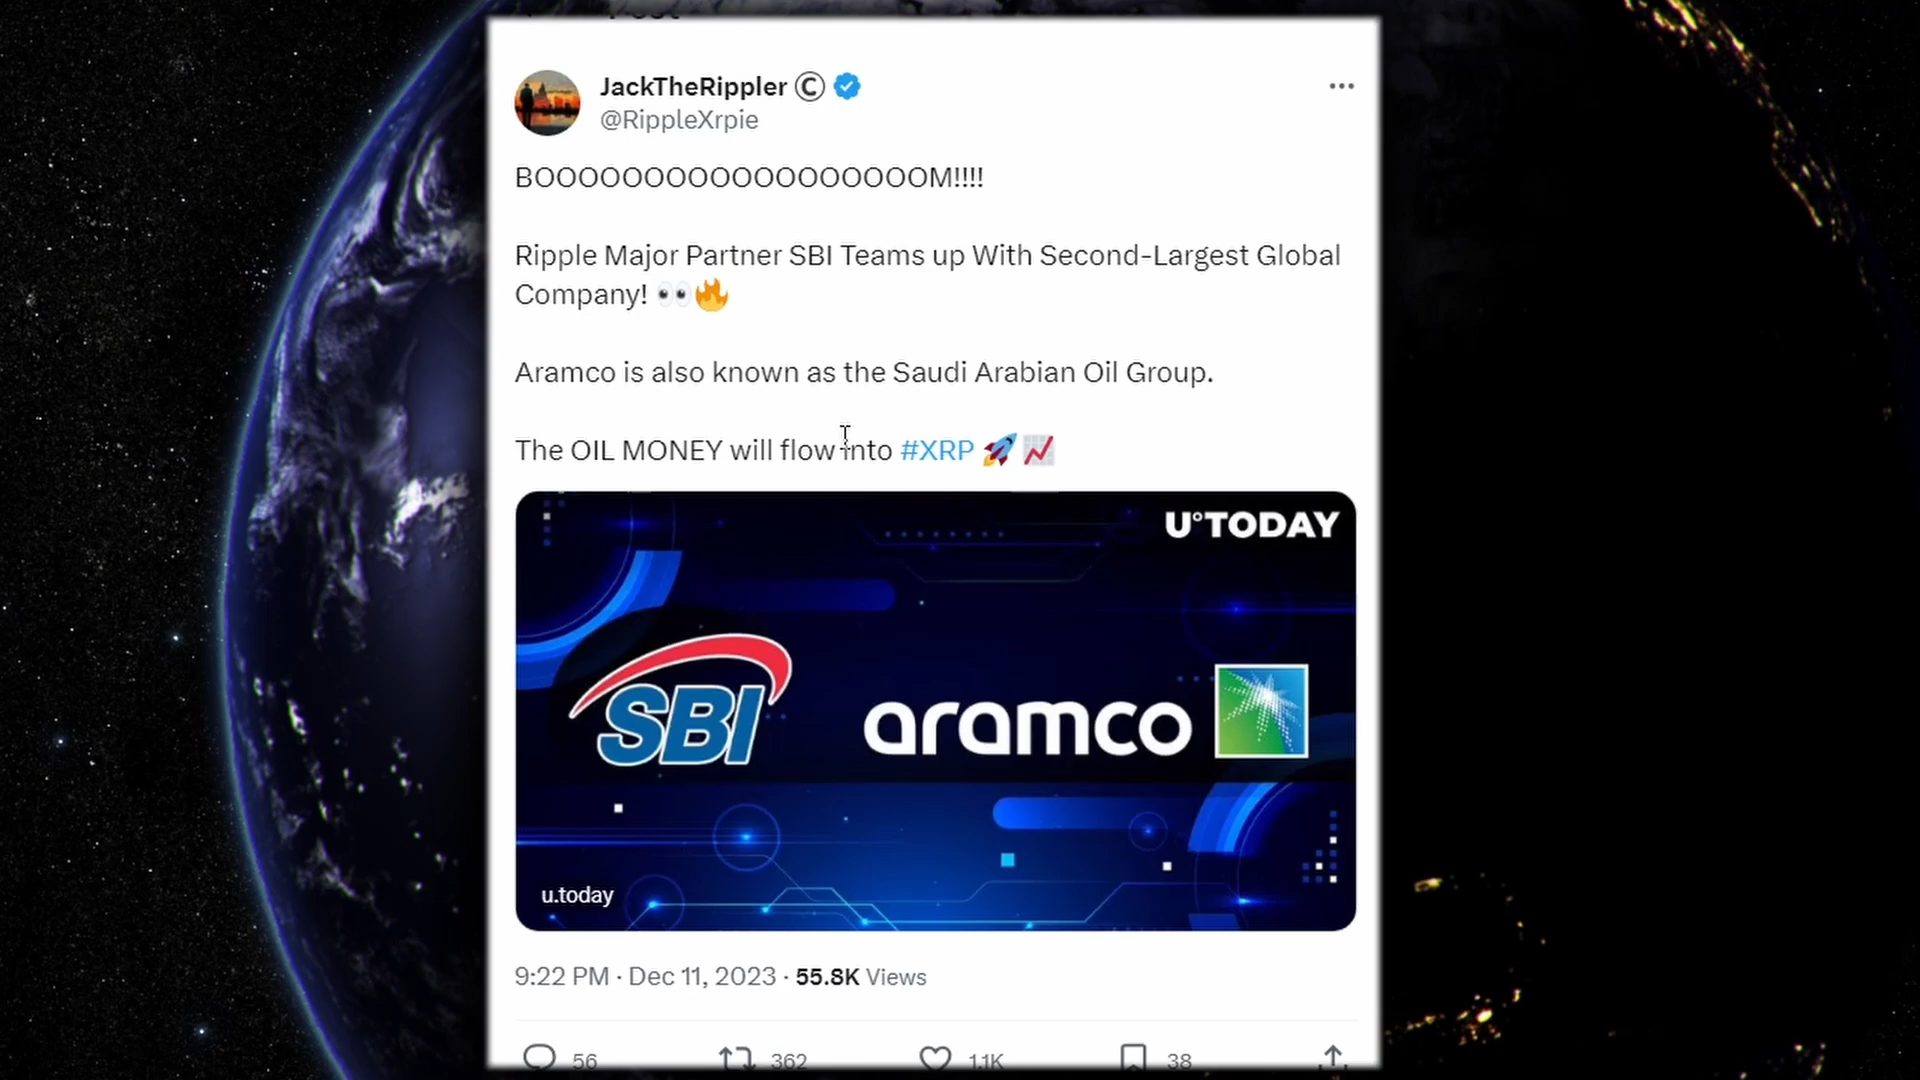 JackTheRippler ©
@RippleXrpie
BOOOOOOOOOOOOOOOOOOM!!!!
Ripple Major Partner SBI Teams up With Second-Largest Global
Company! 👀🔥
Aramco is also known as the Saudi Arabian Oil Group.
The OIL MONEY will flow into #XRP 🚀📈
U°TODAY
SBI
aramco
u.today
9:22 PM · Dec 11, 2023 · 55.8K Views
56 362 1.1K 38